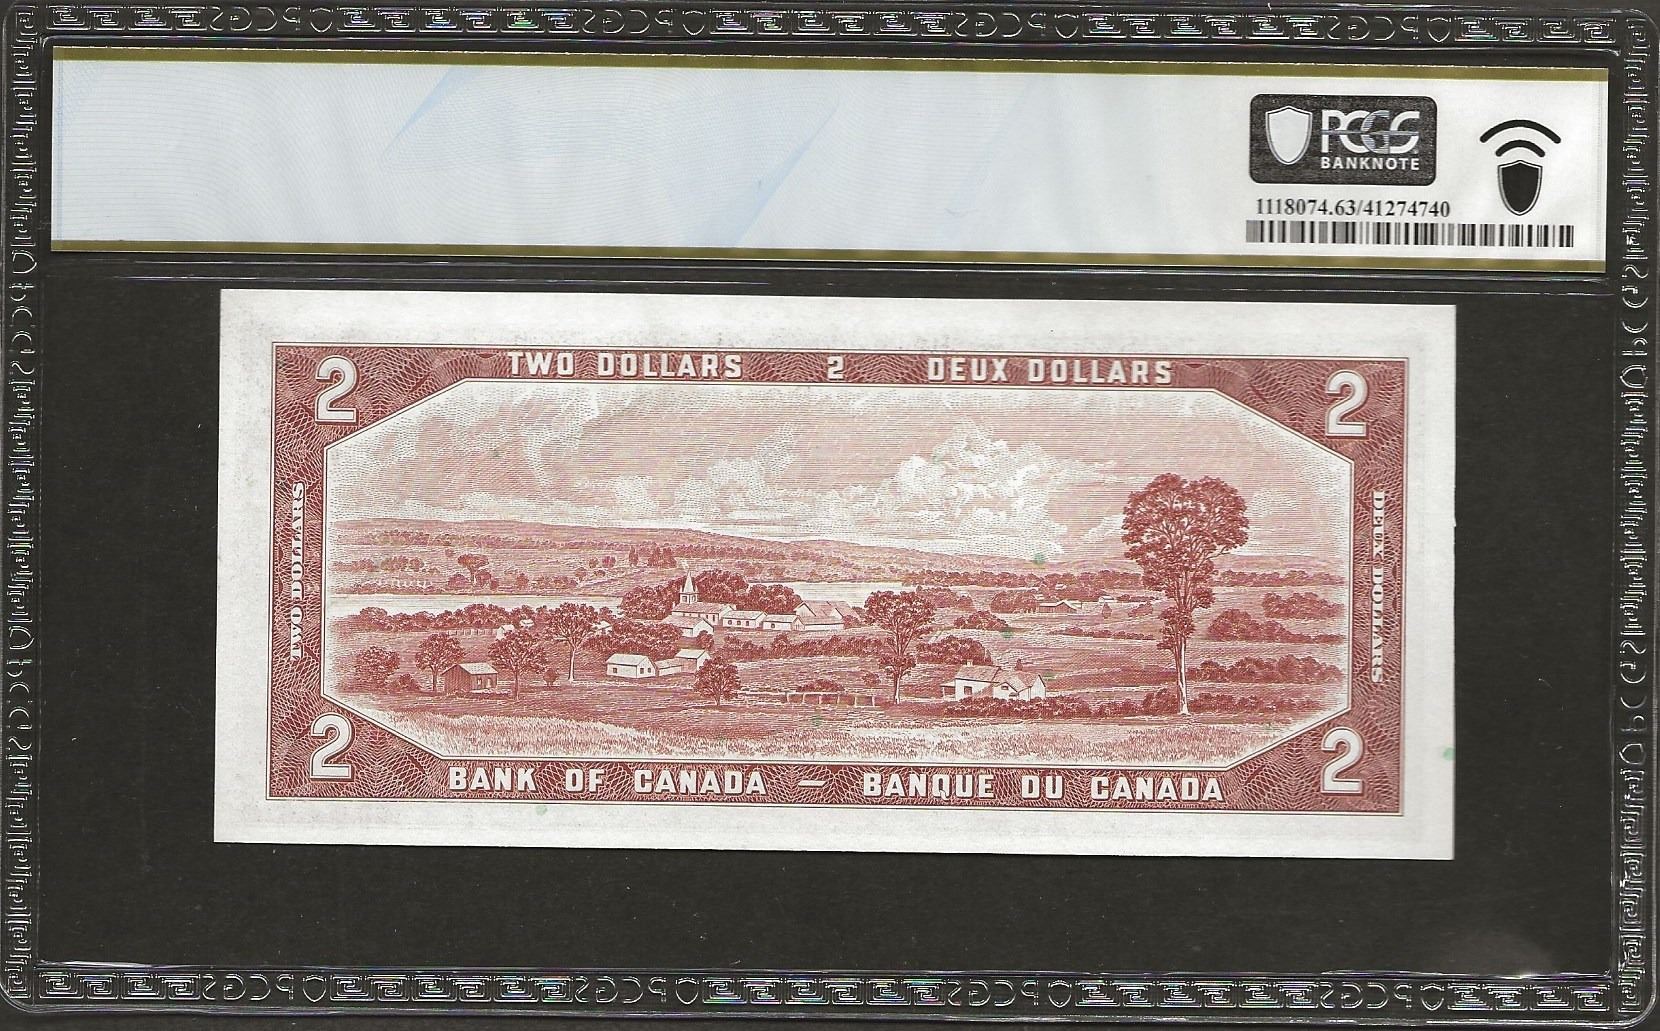 PCGS
BANKNOTE
1118074.63/41274740
TWO DOLLARS 2 DEUX DOLLARS
2 2
TWO DOLLARS
DEUX DOLLARS
2 2
BANK OF CANADA — BANQUE DU CANADA